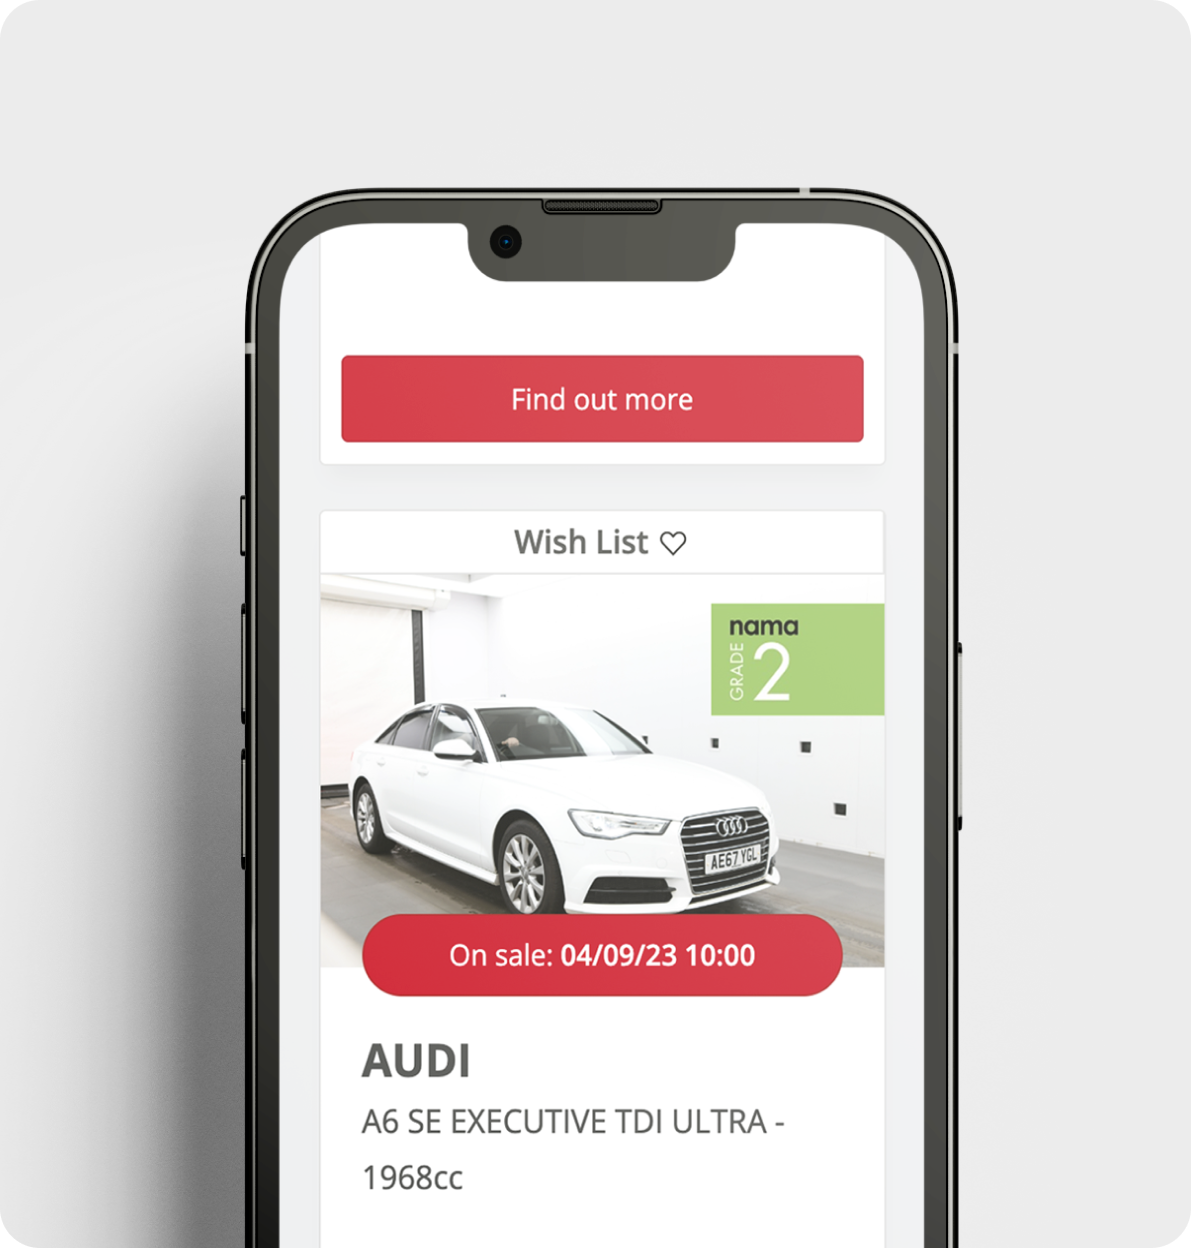 Find out more
Wish List
nama
GRADE
2
AE67 YGL
On sale: 04/09/23 10:00
AUDI
A6 SE EXECUTIVE TDI ULTRA -
1968cc